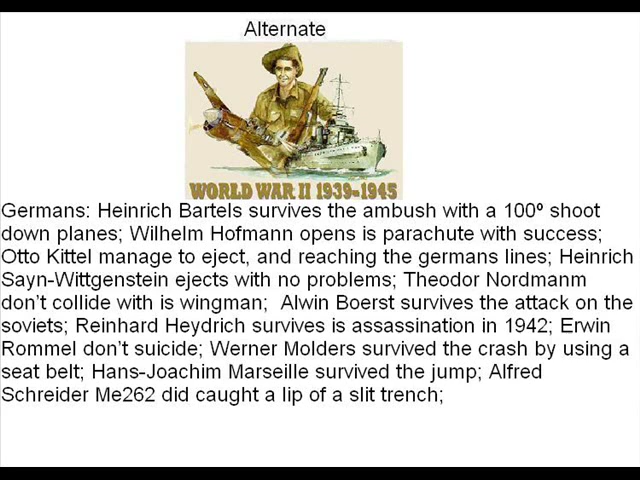 Alternate
WORLD WAR II 1939-1945
Germans: Heinrich Bartels survives the ambush with a 100º shoot
down planes; Wilhelm Hofmann opens is parachute with success;
Otto Kittel manage to eject, and reaching the germans lines; Heinrich
Sayn-Wittgenstein ejects with no problems; Theodor Nordmanm
don't collide with is wingman;  Alwin Boerst survives the attack on the
soviets; Reinhard Heydrich survives is assassination in 1942; Erwin
Rommel don't suicide; Werner Molders survived the crash by using a
seat belt; Hans-Joachim Marseille survived the jump; Alfred
Schreider Me262 did caught a lip of a slit trench;